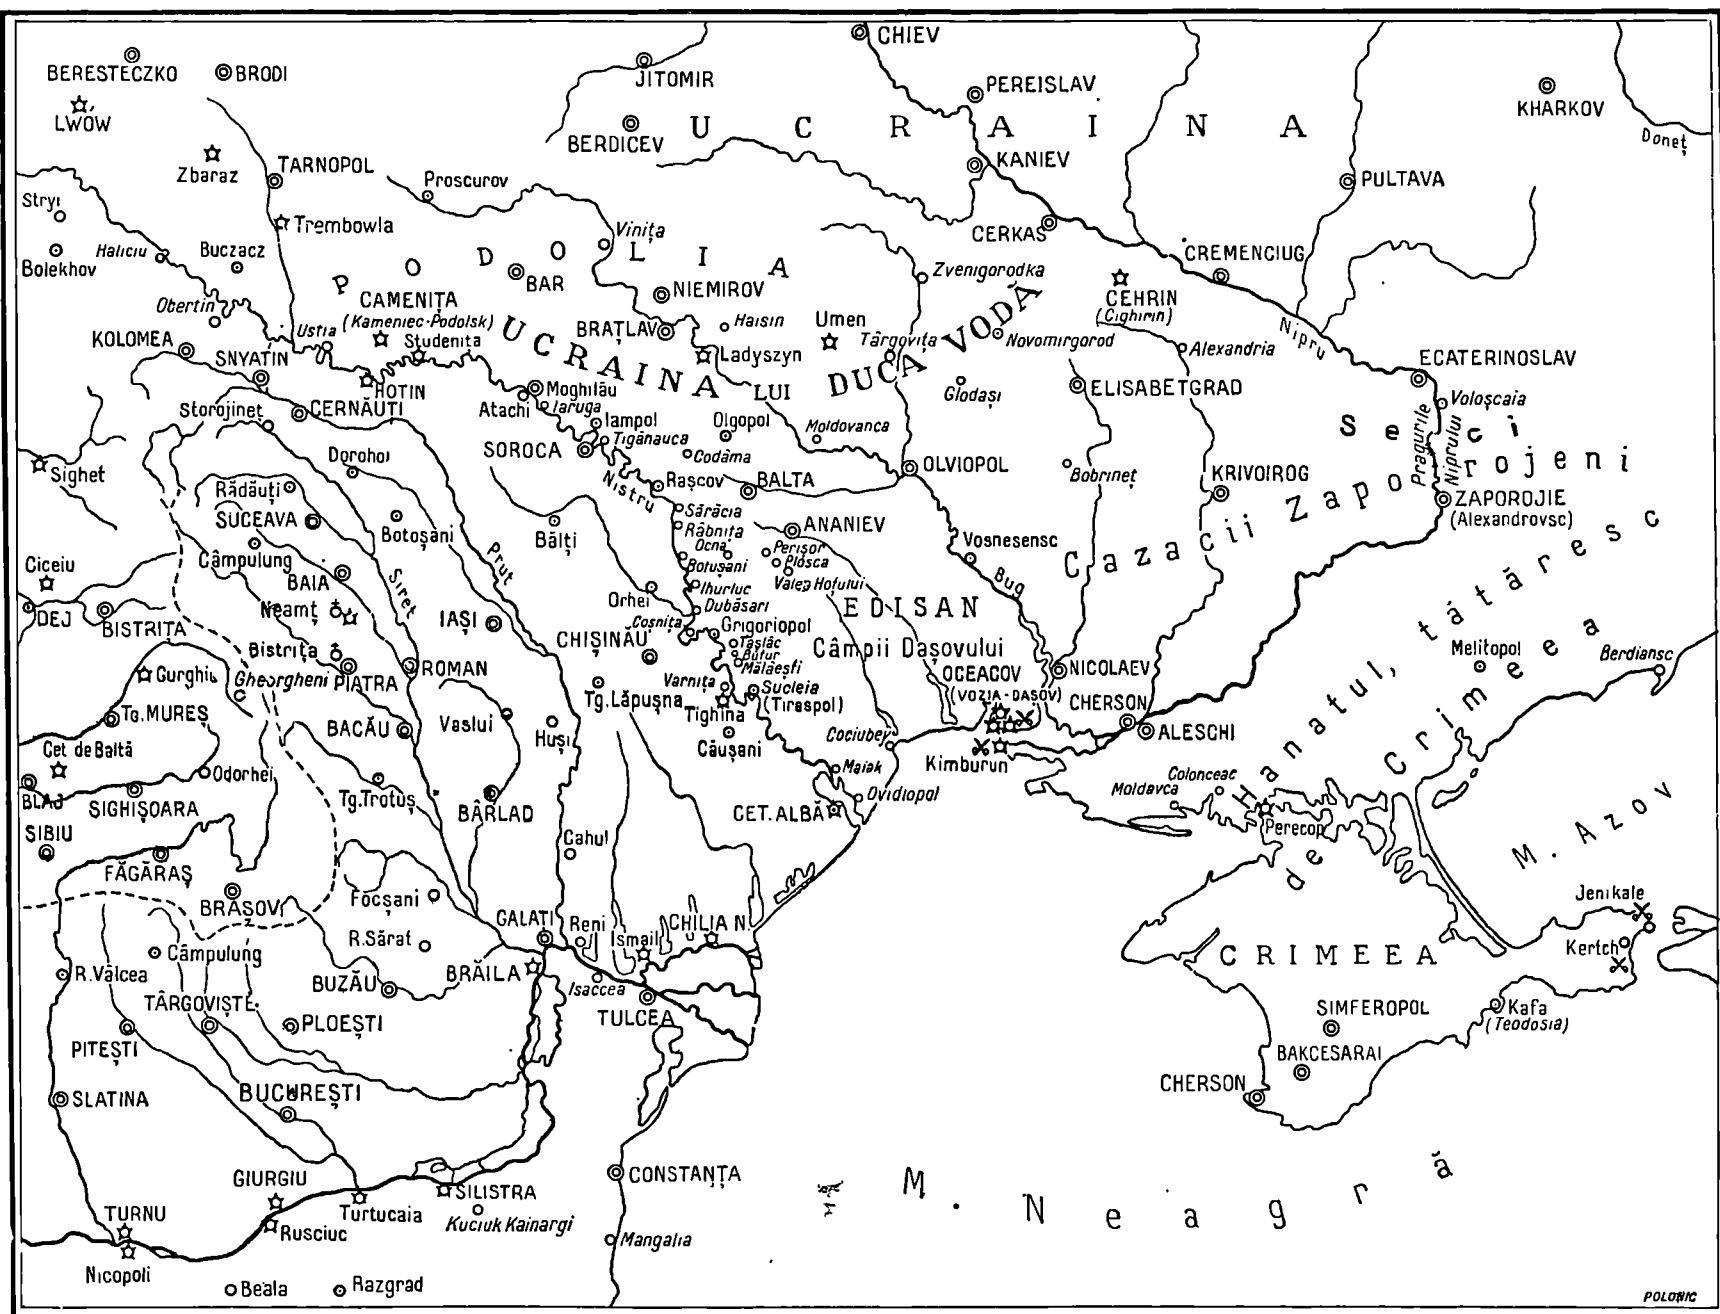 CHIEV
BERESTECZKO
BRODI
JITOMIR
PEREISLAV
KHARKOV
LWÓW
BERDICEV
UCRAINA
Doneț
Zbaraz
TARNOPOL
KANIEV
PULTAVA
Stryi
Proscurov
Trembowla
Vinița
CERKAS
Bolekhov
Haliciu
Buczacz
PODOLIA
BAR
Zvenigorodka
CREMENCIUG
CAMENIȚA
(Kameniec-Podolsk)
NIEMIROV
CEHRIN
(Cighirin)
Obertin
Ustia
Studenița
BRAȚLAV
Haisin
Umen
Târgovița
Novomirgorod
Nipru
KOLOMEA
SNYATIN
HOTIN
UCRAINA LUI DUCA VODĂ
Ladyszyn
Alexandria
ECATERINOSLAV
Storojineț
CERNĂUȚI
Moghilău
Atachi
Iaruga
Iampol
Olgopol
Moldovanca
Glodași
ELISABETGRAD
Voloșcaia
Pragurile
Niprului
Seci
Sighet
Dorohoi
SOROCA
Țigănauca
Codăma
OLVIOPOL
Bobrineț
KRIVOIROG
Cazacii Zaporojeni
Rădăuți
Rașcov
BALTA
Nistru
ZAPOROJIE
(Alexandrovsc)
SUCEAVA
Botoșani
Bălți
Sărăcia
Râbnița
ANANIEV
Câmpulung
Prut
Ocna
Perișor
Plosca
Vosnesensc
Bug
Ciceiu
BAIA
Siret
Botușani
Valea Hoțului
DEJ
BISTRIȚA
Neamț
IAȘI
Orhei
Ihurluc
Dubăsari
EDISAN
Coșnița
Grigoriopol
CHIȘINĂU
Tașlâc
Butur
Mălăești
Câmpii Dașovului
Bistrița
PIATRA
ROMAN
Gurghiu
Gheorgheni
OCEACOV
(VOZIA-DASOV)
NICOLAEV
Melitopol
Berdiansc
Varnița
Tg. Lăpușna
Tighina
Sucleia
(Tiraspol)
CHERSON
Tg. MUREȘ
BACĂU
Vaslui
Huși
Căușani
Cociubey
ALESCHI
Cet de Baltă
Kimburun
Hanatul, tătăresc
de Crimeea
Odorhei
Maiak
Colonceac
Moldavca
BLAJ
SIGHIȘOARA
Tg. Trotuș
BÂRLAD
CET. ALBĂ
Ovidiopol
Perecop
SIBIU
Cahul
M. Azov
FĂGĂRAȘ
BRAȘOV
Focșani
Jenikale
GALAȚI
Reni
CHILIA N.
Ismail
R. Sărat
Kertch
Câmpulung
CRIMEEA
R. Vâlcea
BUZĂU
BRĂILA
Isaccea
TÂRGOVIȘTE
PLOEȘTI
TULCEA
SIMFEROPOL
Kafa
(Teodosia)
PITEȘTI
BAKCESARAI
SLATINA
BUCUREȘTI
CHERSON
CONSTANȚA
GIURGIU
SILISTRA
M. Neagră
TURNU
Rusciuc
Turtucaia
Kuciuk Kainargi
Mangalia
Nicopoli
Beala
Razgrad
POLONIC